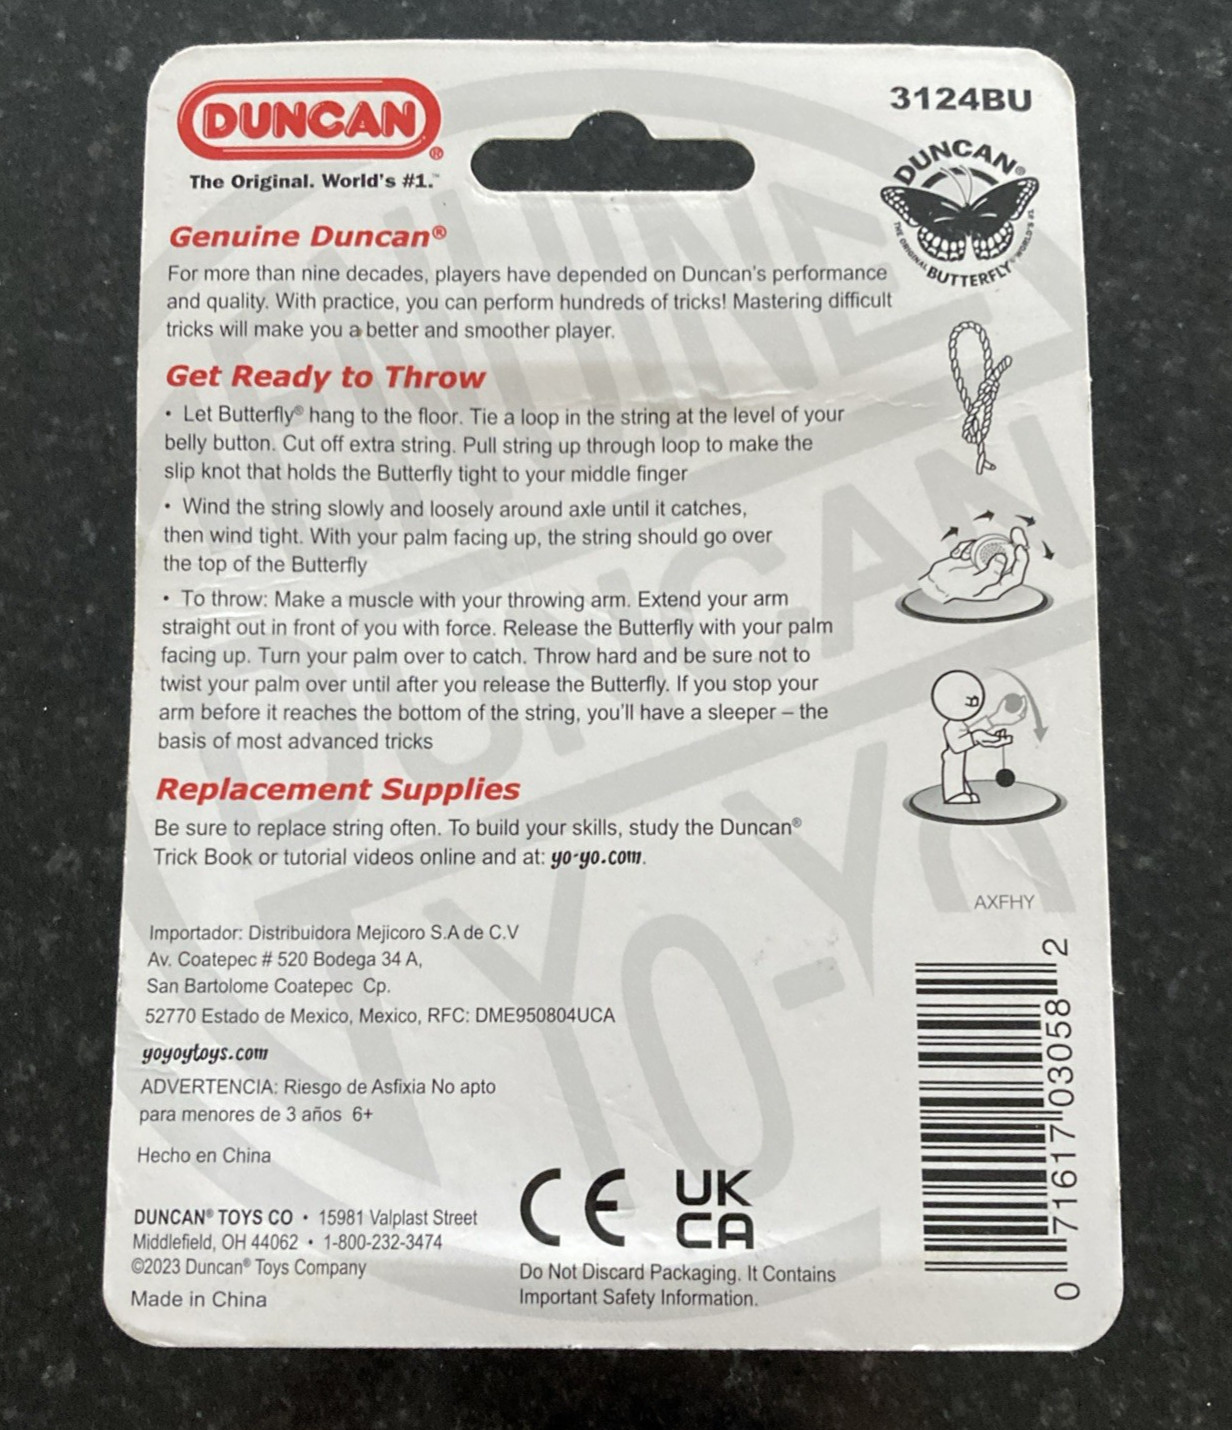 DUNCAN®
The Original. World's #1.™
3124BU
DUNCAN®
THE ORIGINAL BUTTERFLY® WORLD'S #1
Genuine Duncan®
For more than nine decades, players have depended on Duncan's performance
and quality. With practice, you can perform hundreds of tricks! Mastering difficult
tricks will make you a better and smoother player.
Get Ready to Throw
• Let Butterfly® hang to the floor. Tie a loop in the string at the level of your
belly button. Cut off extra string. Pull string up through loop to make the
slip knot that holds the Butterfly tight to your middle finger
• Wind the string slowly and loosely around axle until it catches,
then wind tight. With your palm facing up, the string should go over
the top of the Butterfly
• To throw: Make a muscle with your throwing arm. Extend your arm
straight out in front of you with force. Release the Butterfly with your palm
facing up. Turn your palm over to catch. Throw hard and be sure not to
twist your palm over until after you release the Butterfly. If you stop your
arm before it reaches the bottom of the string, you'll have a sleeper – the
basis of most advanced tricks
Replacement Supplies
Be sure to replace string often. To build your skills, study the Duncan®
Trick Book or tutorial videos online and at: yo-yo.com.
AXFHY
Importador: Distribuidora Mejicoro S.A de C.V
Av. Coatepec # 520 Bodega 34 A,
San Bartolome Coatepec Cp.
52770 Estado de Mexico, Mexico, RFC: DME950804UCA
yoyoytoys.com
ADVERTENCIA: Riesgo de Asfixia No apto
para menores de 3 años 6+
Hecho en China
DUNCAN® TOYS CO • 15981 Valplast Street
Middlefield, OH 44062 • 1-800-232-3474
©2023 Duncan® Toys Company
Made in China
CE
UK
CA
Do Not Discard Packaging. It Contains
Important Safety Information.
0 71617 03058 2
GENUINE
DUNCAN
YO-YO